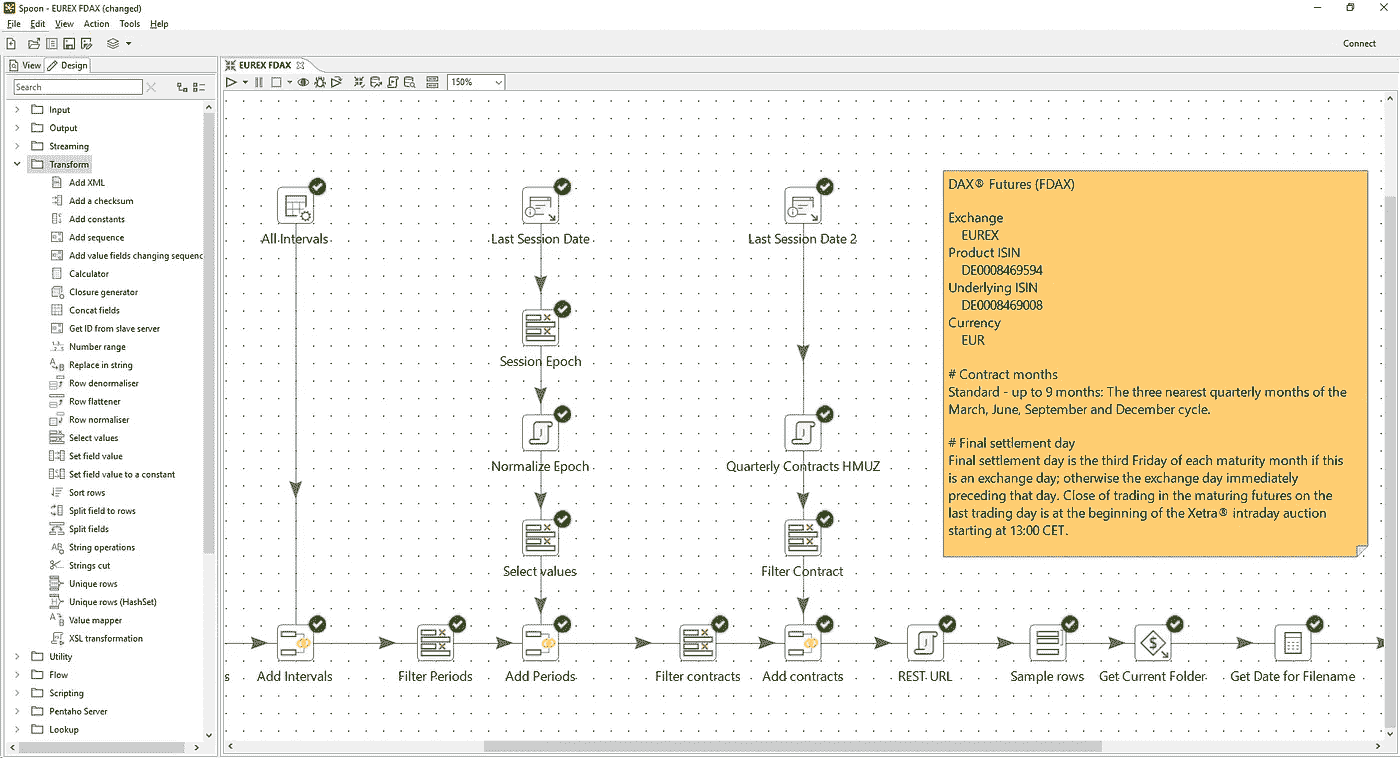 Spoon - EUREX FDAX (changed)
File Edit View Action Tools Help
Connect
View Design
EUREX FDAX
Search
150%
Input
Output
Streaming
Transform
Add XML
Add a checksum
Add constants
Add sequence
Add value fields changing sequenc
Calculator
Closure generator
Concat fields
Get ID from slave server
Number range
Replace in string
Row denormaliser
Row flattener
Row normaliser
Select values
Set field value
Set field value to a constant
Sort rows
Split field to rows
Split fields
String operations
Strings cut
Unique rows
Unique rows (HashSet)
Value mapper
XSL transformation
Utility
Flow
Scripting
Pentaho Server
Lookup
All Intervals
Last Session Date
Last Session Date 2
Session Epoch
Normalize Epoch
Quarterly Contracts HMUZ
Select values
Filter Contract
s
Add Intervals
Filter Periods
Add Periods
Filter contracts
Add contracts
REST URL
Sample rows
Get Current Folder
Get Date for Filename
DAX® Futures (FDAX)
Exchange
EUREX
Product ISIN
DE0008469594
Underlying ISIN
DE0008469008
Currency
EUR
# Contract months
Standard - up to 9 months: The three nearest quarterly months of the
March, June, September and December cycle.
# Final settlement day
Final settlement day is the third Friday of each maturity month if this
is an exchange day; otherwise the exchange day immediately
preceding that day. Close of trading in the maturing futures on the
last trading day is at the beginning of the Xetra® intraday auction
starting at 13:00 CET.